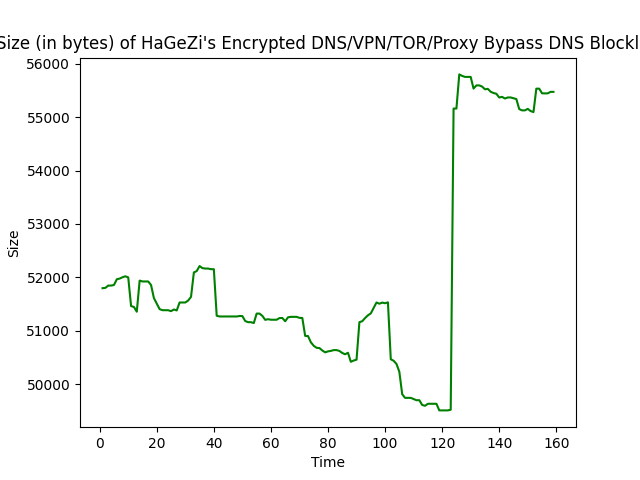 Size (in bytes) of HaGeZi's Encrypted DNS/VPN/TOR/Proxy Bypass DNS Blockl
56000
55000
54000
53000
52000
51000
50000
Size
0 20 40 60 80 100 120 140 160
Time